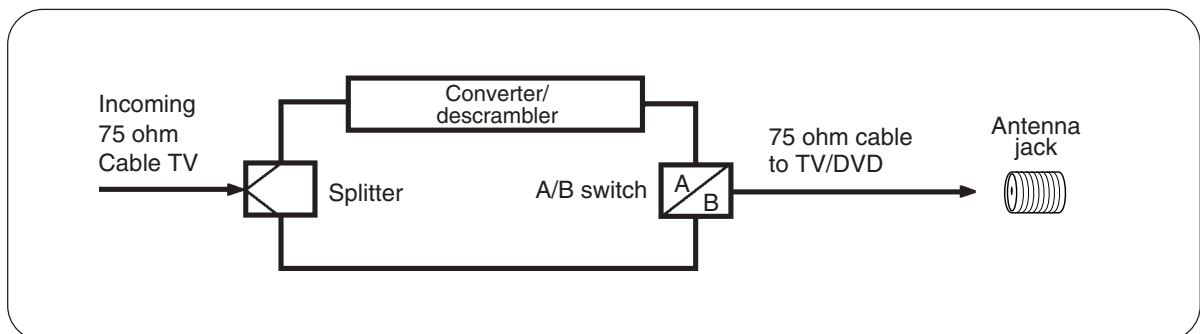 Incoming
75 ohm
Cable TV
Splitter
Converter/
descrambler
A/B switch
A
B
75 ohm cable
to TV/DVD
Antenna
jack